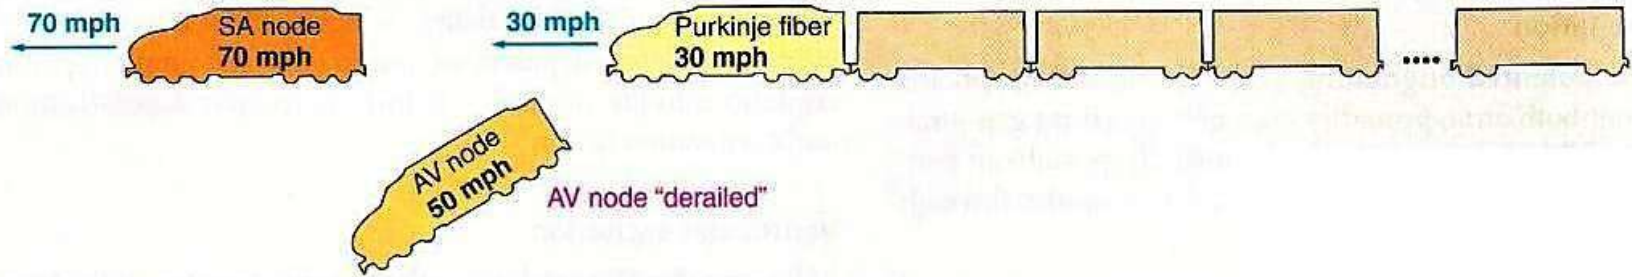 70 mph
SA node
70 mph
30 mph
Purkinje fiber
30 mph
AV node
50 mph
AV node “derailed”